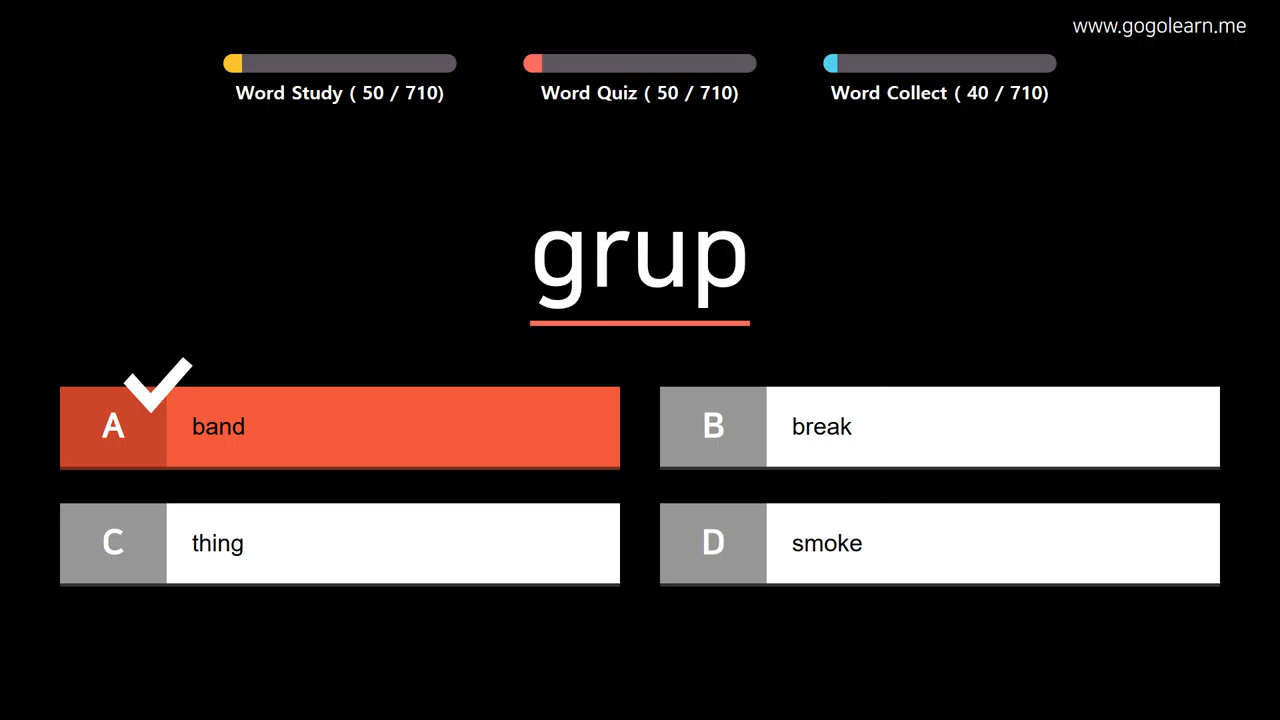 www.gogolearn.me
Word Study ( 50 / 710)
Word Quiz ( 50 / 710)
Word Collect ( 40 / 710)
grup
A band
B break
C thing
D smoke